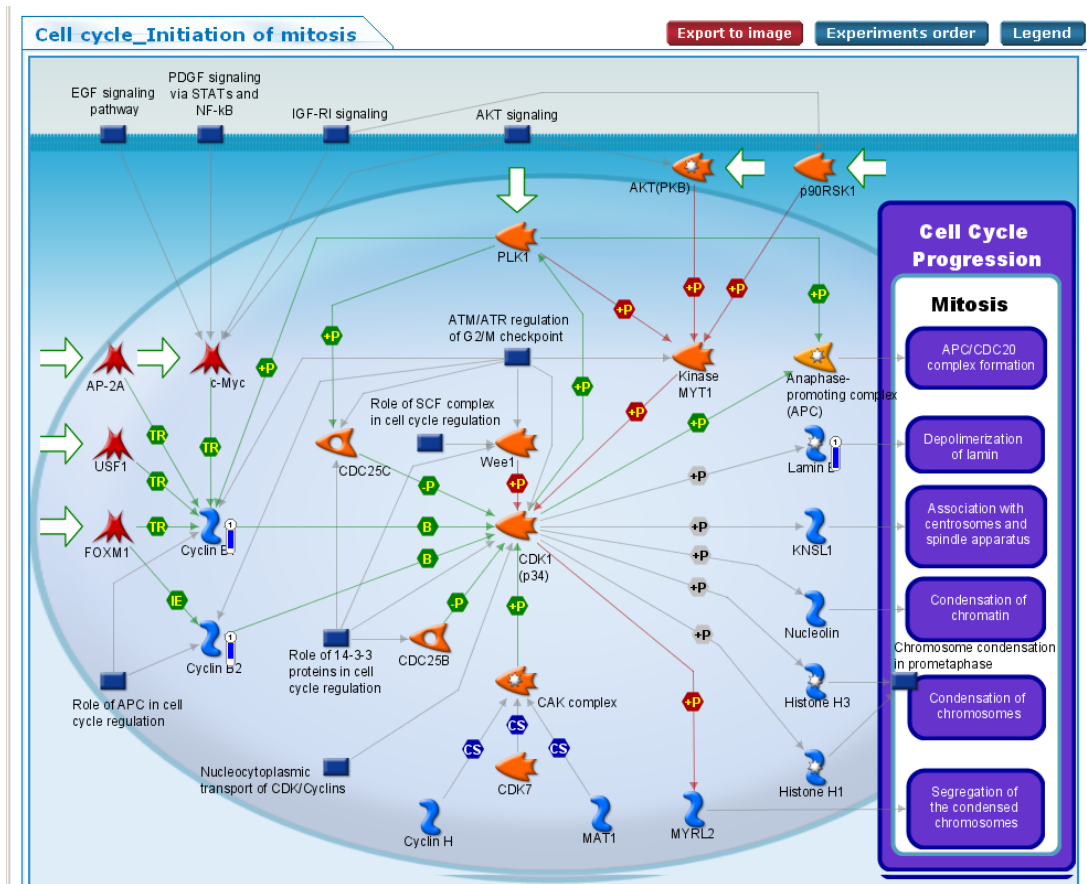 Cell cycle_Initiation of mitosis
Export to image
Experiments order
Legend
EGF signaling
pathway
PDGF signaling
via STATs and
NF-kB
IGF-RI signaling
AKT signaling
AKT(PKB)
p90RSK1
PLK1
Cell Cycle
Progression
Mitosis
+P
+P
+P
+P
+P
+P
ATM/ATR regulation
of G2/M checkpoint
AP-2A
c-Myc
Kinase
MYT1
Anaphase-
promoting complex
(APC)
APC/CDC20
complex formation
+P
+P
+P
Role of SCF complex
in cell cycle regulation
TR
TR
USF1
CDC25C
Wee1
+P
Lamin B
1
Depolimerization
of lamin
TR
+P
-P
FOXM1
TR
Cyclin B1
1
B
CDK1
(p34)
+P
KNSL1
Association with
centrosomes and
spindle apparatus
B
+P
+P
IE
-P
+P
+P
Nucleolin
Condensation of
chromatin
Cyclin B2
1
Role of 14-3-3
proteins in cell
cycle regulation
CDC25B
Chromosome condensation
in prometaphase
Role of APC in cell
cycle regulation
CAK complex
+P
Histone H3
Condensation of
chromosomes
CS
CS
CS
Nucleocytoplasmic
transport of CDK/Cyclins
CDK7
Histone H1
Cyclin H
MAT1
MYRL2
Segregation of
the condensed
chromosomes